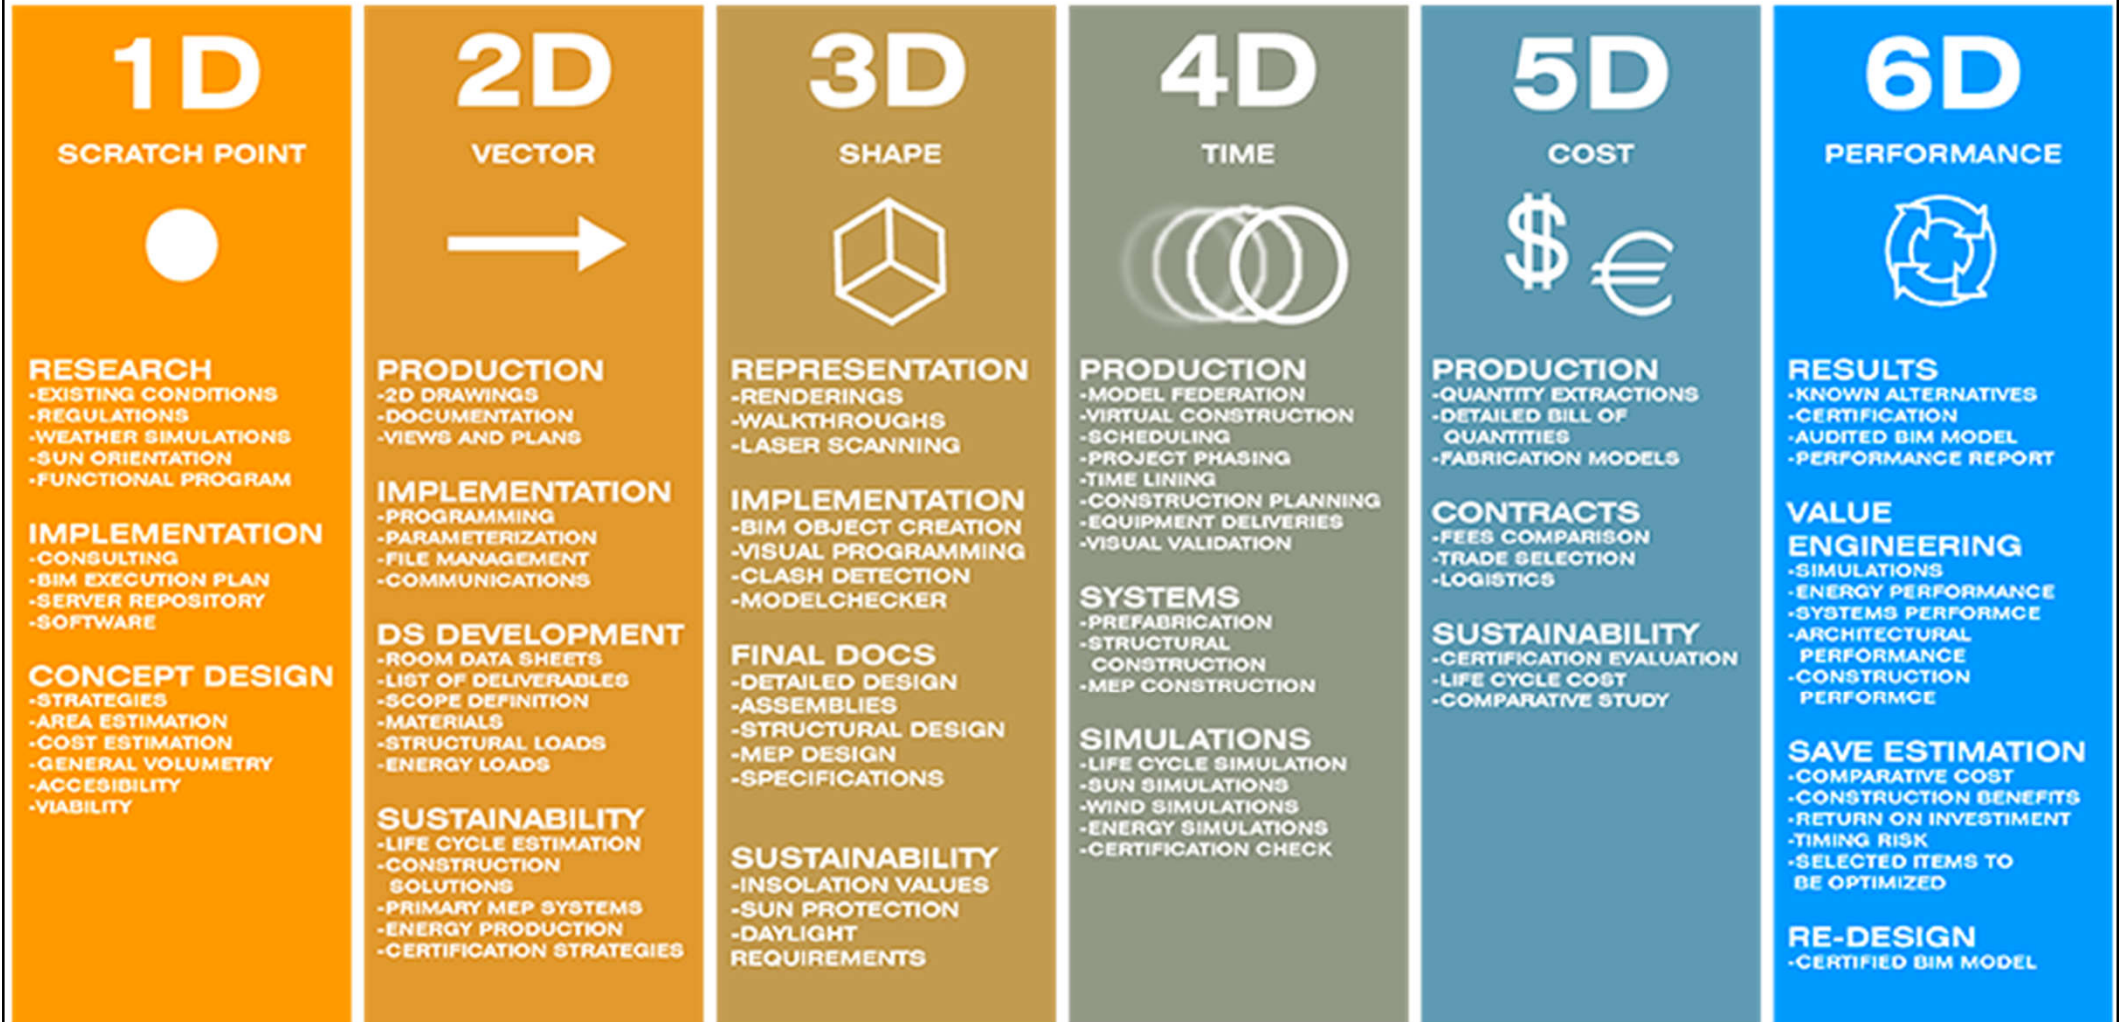 1D
SCRATCH POINT
RESEARCH
-EXISTING CONDITIONS
-REGULATIONS
-WEATHER SIMULATIONS
-SUN ORIENTATION
-FUNCTIONAL PROGRAM
IMPLEMENTATION
-CONSULTING
-BIM EXECUTION PLAN
-SERVER REPOSITORY
-SOFTWARE
CONCEPT DESIGN
-STRATEGIES
-AREA ESTIMATION
-COST ESTIMATION
-GENERAL VOLUMETRY
-ACCESIBILITY
-VIABILITY
2D
VECTOR
PRODUCTION
-2D DRAWINGS
-DOCUMENTATION
-VIEWS AND PLANS
IMPLEMENTATION
-PROGRAMMING
-PARAMETERIZATION
-FILE MANAGEMENT
-COMMUNICATIONS
DS DEVELOPMENT
-ROOM DATA SHEETS
-LIST OF DELIVERABLES
-SCOPE DEFINITION
-MATERIALS
-STRUCTURAL LOADS
-ENERGY LOADS
SUSTAINABILITY
-LIFE CYCLE ESTIMATION
-CONSTRUCTION
SOLUTIONS
-PRIMARY MEP SYSTEMS
-ENERGY PRODUCTION
-CERTIFICATION STRATEGIES
3D
SHAPE
REPRESENTATION
-RENDERINGS
-WALKTHROUGHS
-LASER SCANNING
IMPLEMENTATION
-BIM OBJECT CREATION
-VISUAL PROGRAMMING
-CLASH DETECTION
-MODELCHECKER
FINAL DOCS
-DETAILED DESIGN
-ASSEMBLIES
-STRUCTURAL DESIGN
-MEP DESIGN
-SPECIFICATIONS
SUSTAINABILITY
-INSOLATION VALUES
-SUN PROTECTION
-DAYLIGHT
REQUIREMENTS
4D
TIME
PRODUCTION
-MODEL FEDERATION
-VIRTUAL CONSTRUCTION
-SCHEDULING
-PROJECT PHASING
-TIME LINING
-CONSTRUCTION PLANNING
-EQUIPMENT DELIVERIES
-VISUAL VALIDATION
SYSTEMS
-PREFABRICATION
-STRUCTURAL
CONSTRUCTION
-MEP CONSTRUCTION
SIMULATIONS
-LIFE CYCLE SIMULATION
-SUN SIMULATIONS
-WIND SIMULATIONS
-ENERGY SIMULATIONS
-CERTIFICATION CHECK
5D
COST
$ €
PRODUCTION
-QUANTITY EXTRACTIONS
-DETAILED BILL OF
QUANTITIES
-FABRICATION MODELS
CONTRACTS
-FEES COMPARISON
-TRADE SELECTION
-LOGISTICS
SUSTAINABILITY
-CERTIFICATION EVALUATION
-LIFE CYCLE COST
-COMPARATIVE STUDY
6D
PERFORMANCE
RESULTS
-KNOWN ALTERNATIVES
-CERTIFICATION
-AUDITED BIM MODEL
-PERFORMANCE REPORT
VALUE
ENGINEERING
-SIMULATIONS
-ENERGY PERFORMANCE
-SYSTEMS PERFORMCE
-ARCHITECTURAL
PERFORMANCE
-CONSTRUCTION
PERFORMCE
SAVE ESTIMATION
-COMPARATIVE COST
-CONSTRUCTION BENEFITS
-RETURN ON INVESTIMENT
-TIMING RISK
-SELECTED ITEMS TO
BE OPTIMIZED
RE-DESIGN
-CERTIFIED BIM MODEL